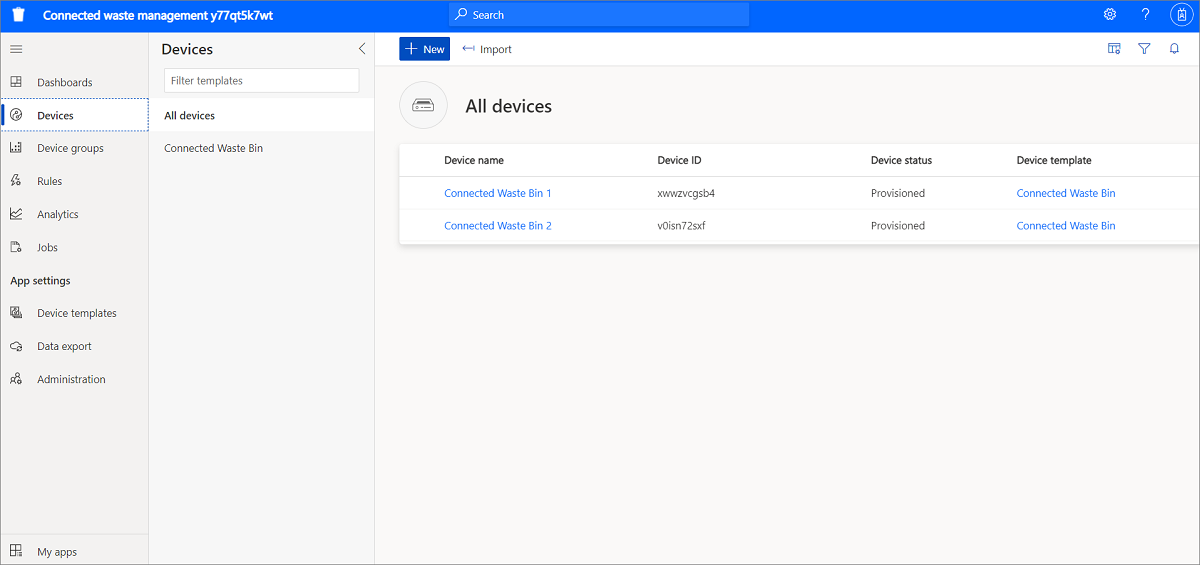 Connected waste management y77qt5k7wt
Search
?
Dashboards
Devices
Device groups
Rules
Analytics
Jobs
App settings
Device templates
Data export
Administration
My apps
Devices
Filter templates
All devices
Connected Waste Bin
New
Import
All devices
Device name Device ID Device status Device template
Connected Waste Bin 1 xwwzvcgsb4 Provisioned Connected Waste Bin
Connected Waste Bin 2 v0isn72sxf Provisioned Connected Waste Bin